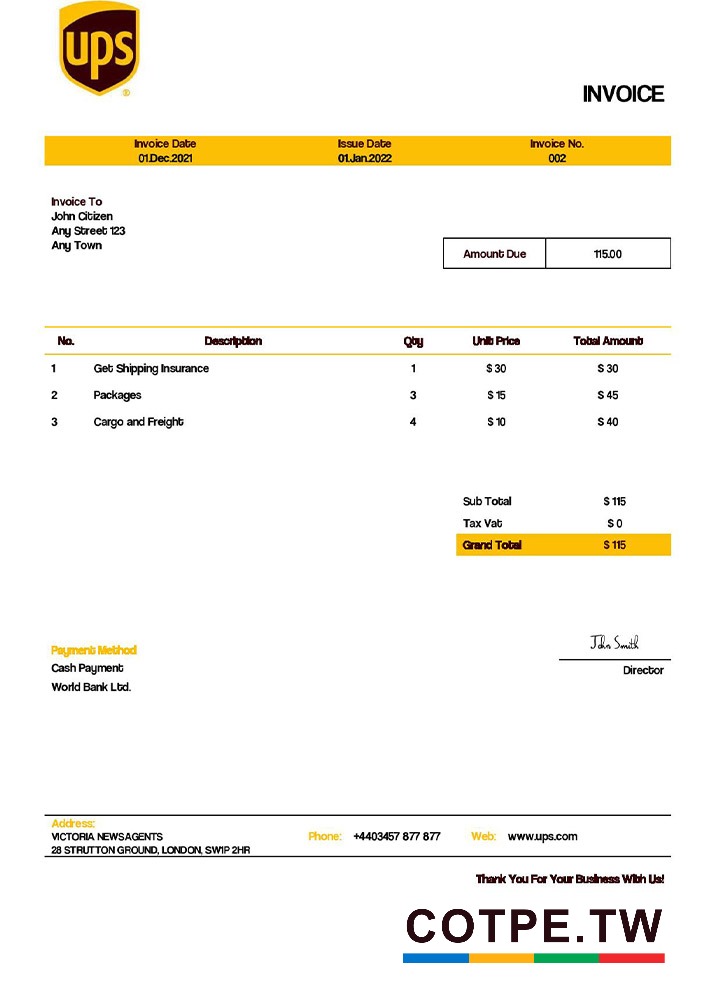 ups
®
INVOICE
Invoice Date Issue Date Invoice No.
01.Dec.2021 01.Jan.2022 002
Invoice To
John Citizen
Any Street 123
Any Town
Amount Due 115.00
No. Description Qty Unit Price Total Amount
1 Get Shipping Insurance 1 $ 30 $ 30
2 Packages 3 $ 15 $ 45
3 Cargo and Freight 4 $ 10 $ 40
Sub Total $ 115
Tax Vat $ 0
Grand Total $ 115
John Smith
Payment Method
Cash Payment
Director
World Bank Ltd.
Address:
VICTORIA NEWSAGENTS
Phone: +4403457 877 877 Web: www.ups.com
28 STRUTTON GROUND, LONDON, SW1P 2HR
Thank You For Your Business With Us!
COTPE.TW